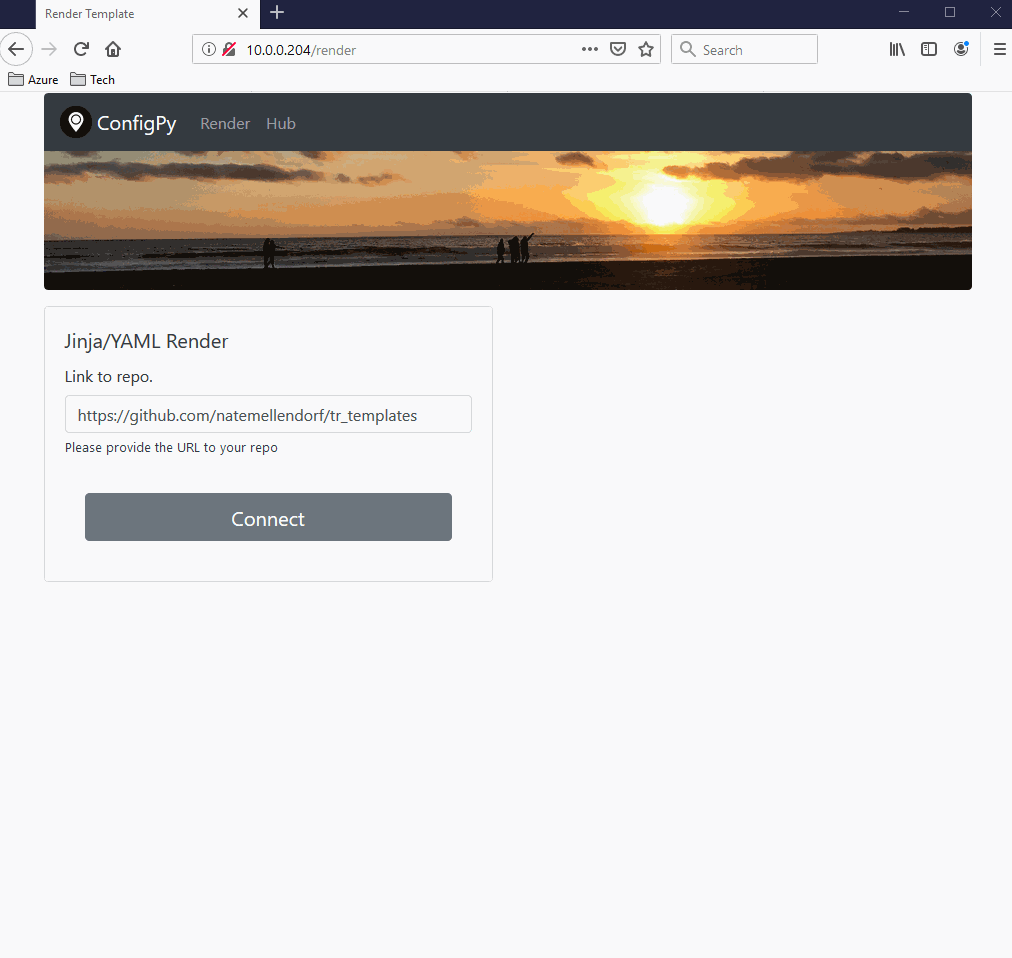 Render Template
10.0.0.204/render
Search
Azure Tech
ConfigPy Render Hub
Jinja/YAML Render
Link to repo.
https://github.com/natemellendorf/tr_templates
Please provide the URL to your repo
Connect